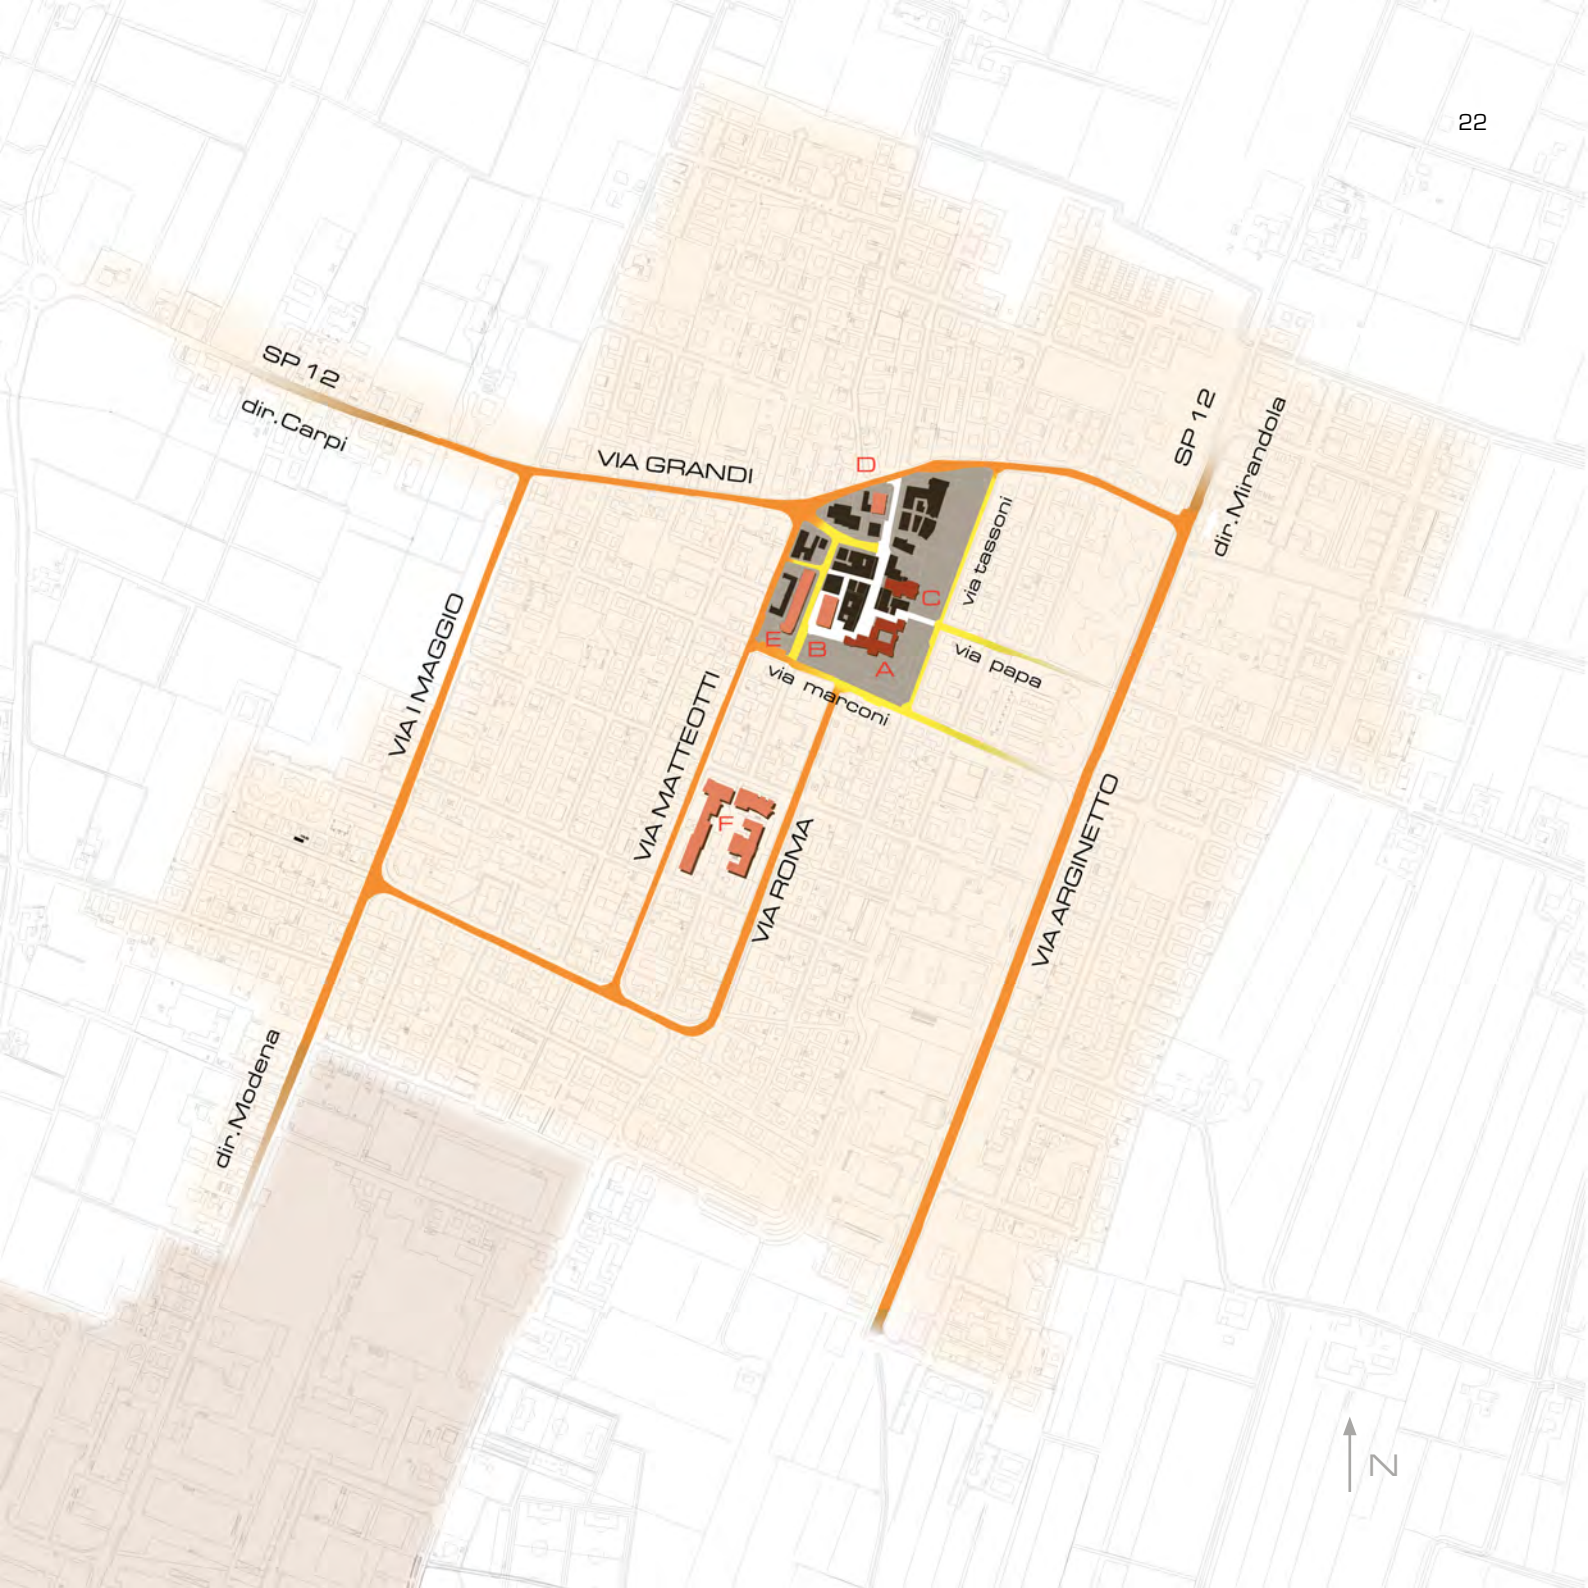 22
SP 12
dir.Carpi
VIA GRANDI
D
SP 12
dir.Mirandola
via tassoni
C
E
B
A
via papa
via marconi
VIA I MAGGIO
VIA MATTEOTTI
F
VIA ROMA
VIA ARGINETTO
dir.Modena
N